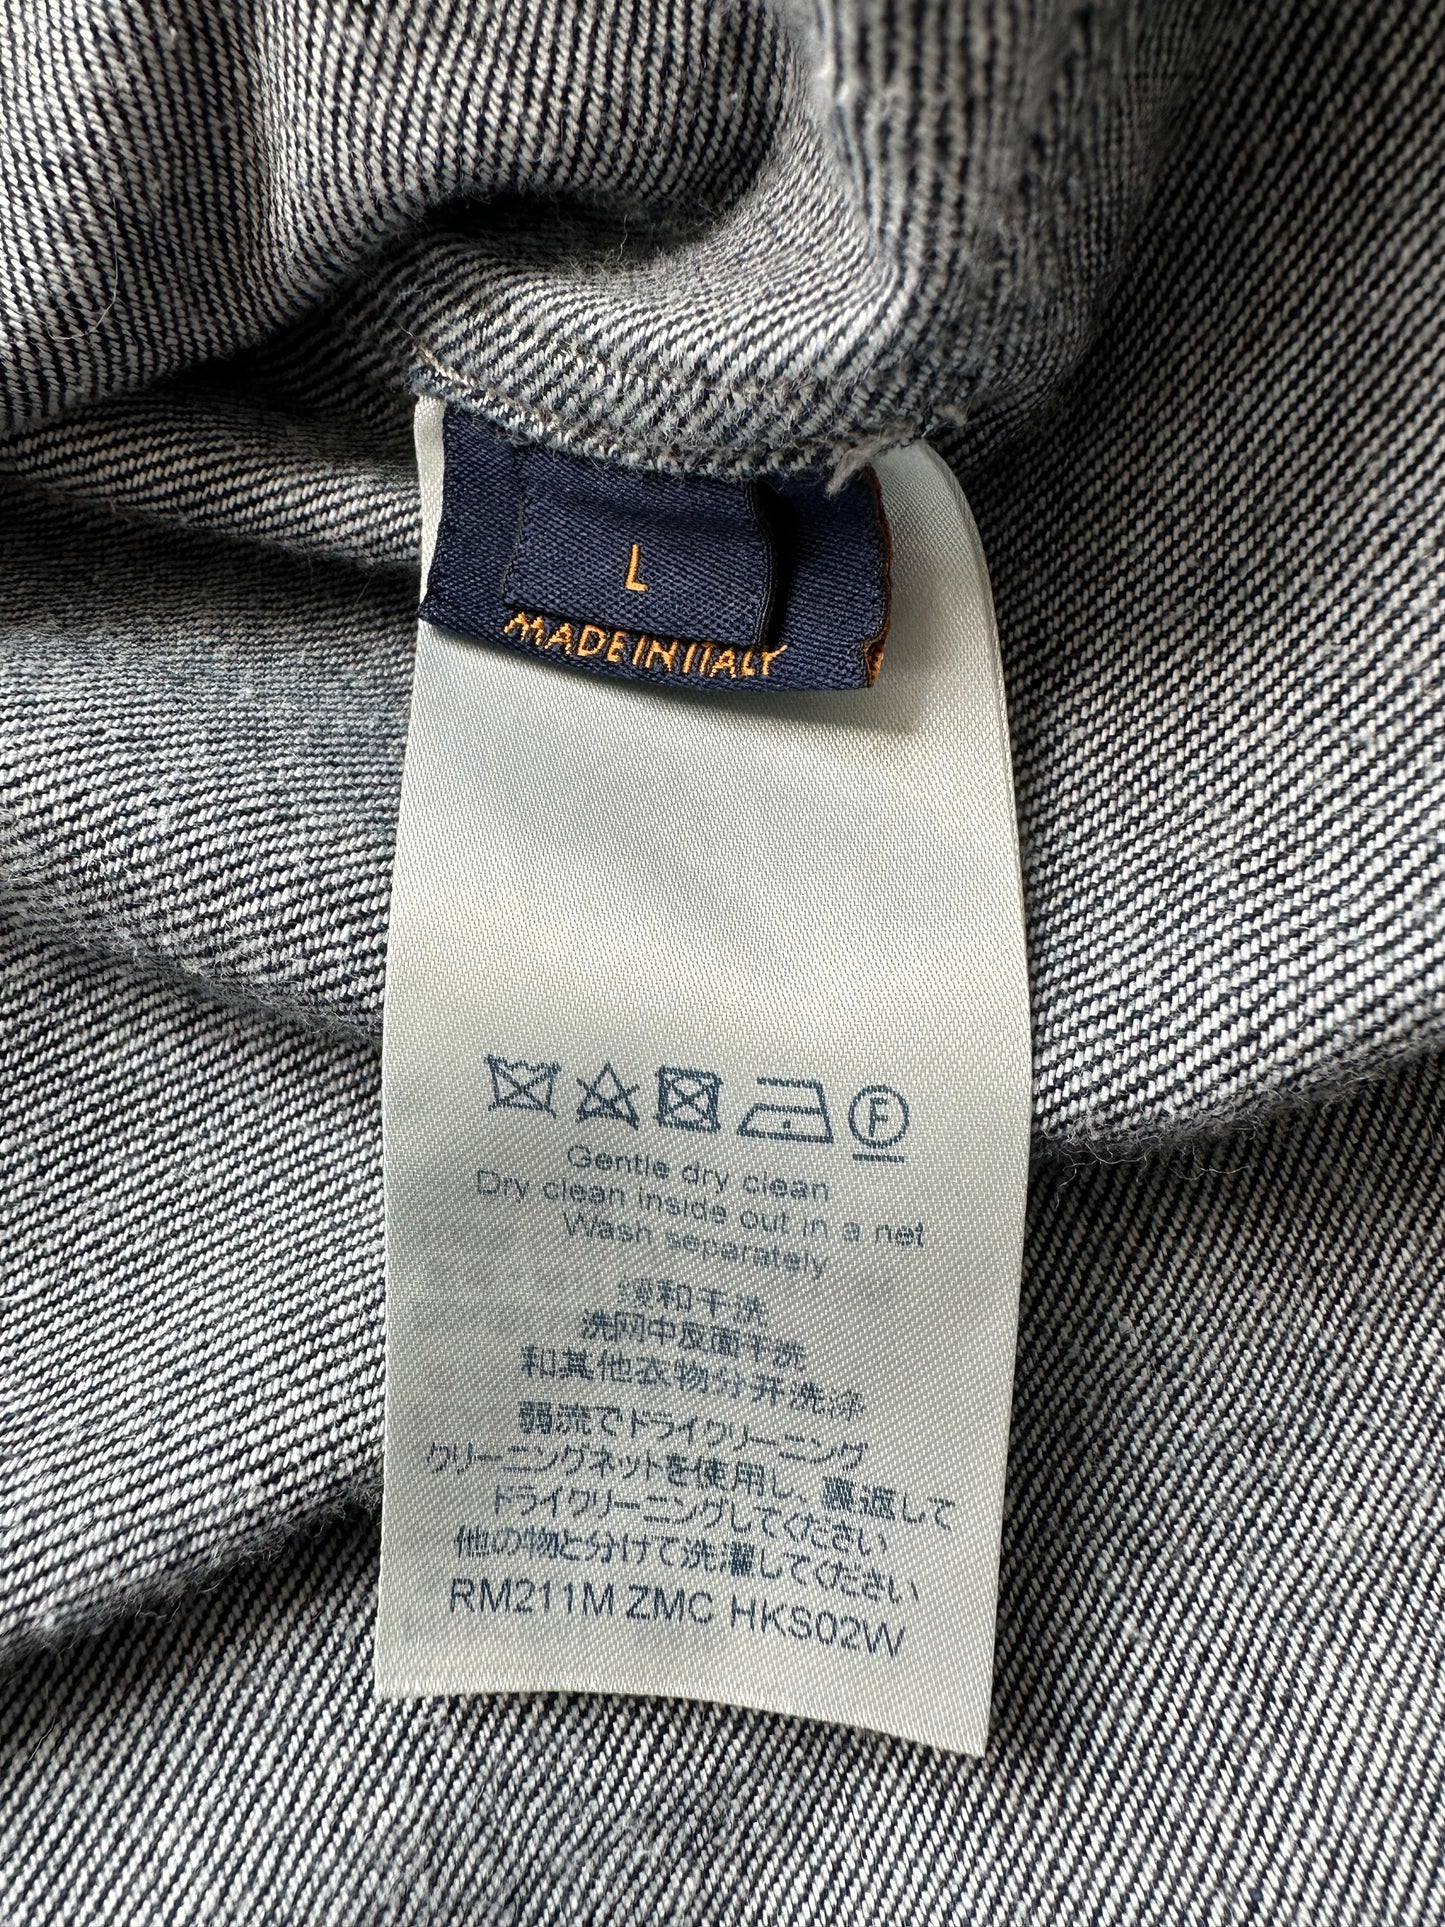 L
MADE IN ITALY
F
Gentle dry clean
Dry clean inside out in a net
Wash separately
缓和干洗
洗网中反面干洗
和其他衣物分开洗净
弱流でドライクリーニング
クリーニングネットを使用し、裏返して
ドライクリーニングしてください
他の物と分けて洗濯してください
RM211M ZMC HKS02W